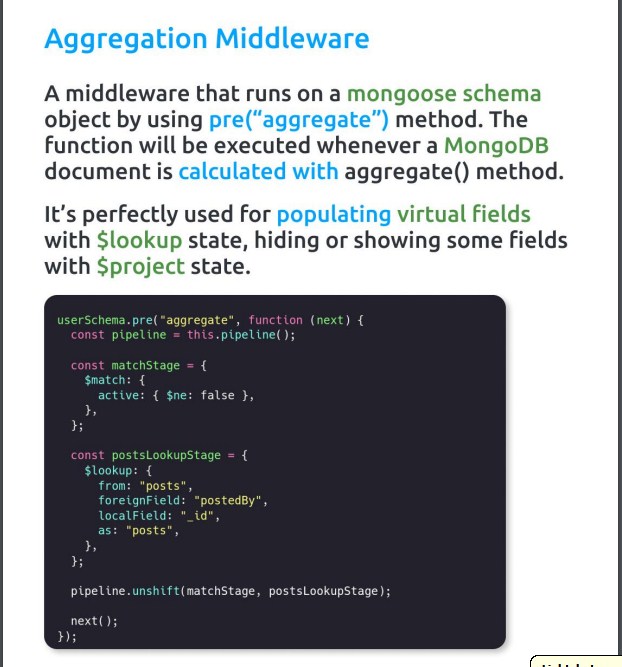 Aggregation Middleware
A middleware that runs on a mongoose schema
object by using pre(“aggregate”) method. The
function will be executed whenever a MongoDB
document is calculated with aggregate() method.
It’s perfectly used for populating virtual fields
with $lookup state, hiding or showing some fields
with $project state.
userSchema.pre("aggregate", function (next) {
  const pipeline = this.pipeline();
  const matchStage = {
    $match: {
      active: { $ne: false },
    },
  };
  const postsLookupStage = {
    $lookup: {
      from: "posts",
      foreignField: "postedBy",
      localField: "_id",
      as: "posts",
    },
  };
  pipeline.unshift(matchStage, postsLookupStage);
  next();
});